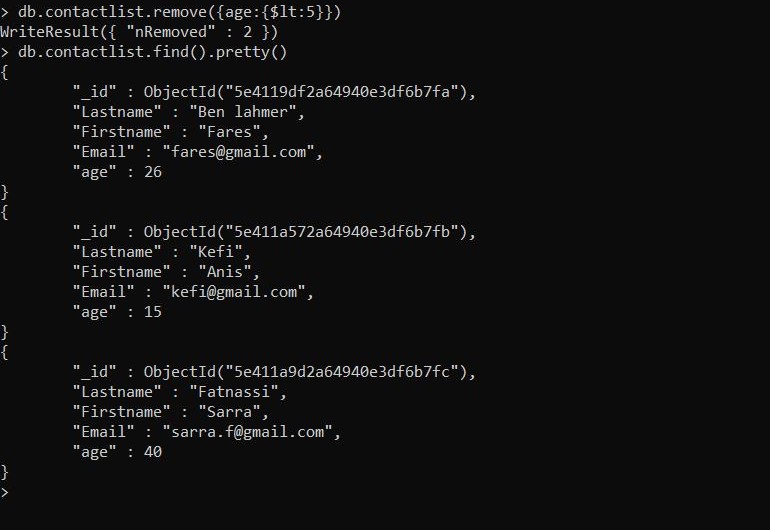 > db.contactlist.remove({age:{$lt:5}})
WriteResult({ "nRemoved" : 2 })
> db.contactlist.find().pretty()
{
        "_id" : ObjectId("5e4119df2a64940e3df6b7fa"),
        "Lastname" : "Ben lahmer",
        "Firstname" : "Fares",
        "Email" : "fares@gmail.com",
        "age" : 26
}
{
        "_id" : ObjectId("5e411a572a64940e3df6b7fb"),
        "Lastname" : "Kefi",
        "Firstname" : "Anis",
        "Email" : "kefi@gmail.com",
        "age" : 15
}
{
        "_id" : ObjectId("5e411a9d2a64940e3df6b7fc"),
        "Lastname" : "Fatnassi",
        "Firstname" : "Sarra",
        "Email" : "sarra.f@gmail.com",
        "age" : 40
}
>